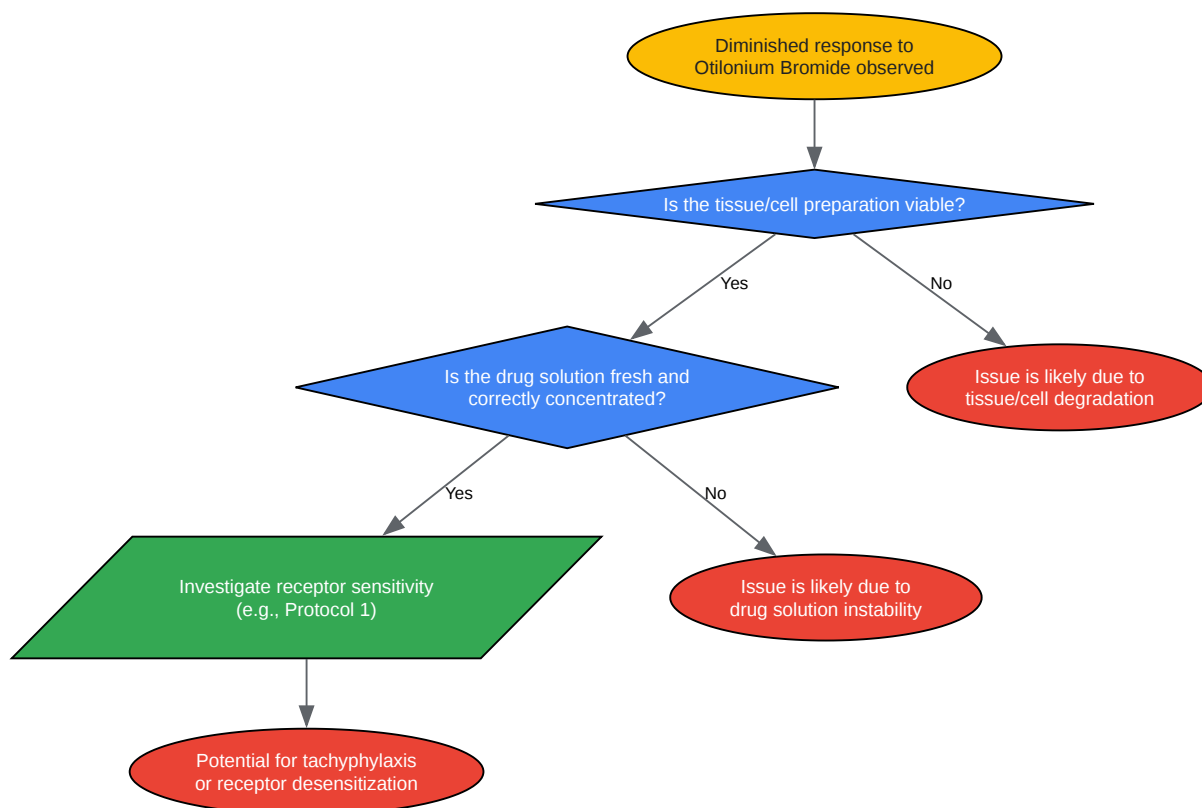 Diminished response to
Otilonium Bromide observed
Is the tissue/cell preparation viable?
Yes
No
Is the drug solution fresh and
correctly concentrated?
Issue is likely due to
tissue/cell degradation
Yes
No
Investigate receptor sensitivity
(e.g., Protocol 1)
Issue is likely due to
drug solution instability
Potential for tachyphylaxis
or receptor desensitization